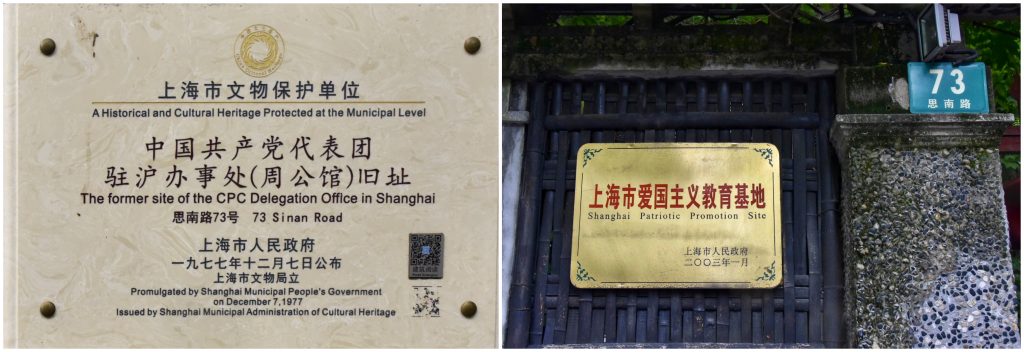 上海市文物保护单位
A Historical and Cultural Heritage Protected at the Municipal Level
中国共产党代表团
驻沪办事处(周公馆)旧址
The former site of the CPC Delegation Office in Shanghai
思南路73号 73 Sinan Road
上海市人民政府
一九七七年十二月七日公布
上海市文物局立
Promulgated by Shanghai Municipal People's Government
on December 7,1977
Issued by Shanghai Municipal Administration of Cultural Heritage
建筑可阅读
73
思南路
上海市爱国主义教育基地
Shanghai Patriotic Promotion Site
上海市人民政府
二〇〇三年一月